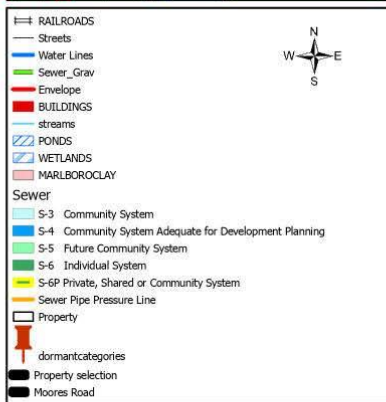 RAILROADS
Streets
Water Lines
Sewer_Grav
Envelope
BUILDINGS
streams
PONDS
WETLANDS
MARLBOROCLAY
Sewer
S-3 Community System
S-4 Community System Adequate for Development Planning
S-5 Future Community System
S-6 Individual System
S-6P Private, Shared or Community System
Sewer Pipe Pressure Line
Property
dormantcategories
Property selection
Moores Road
N
W E
S